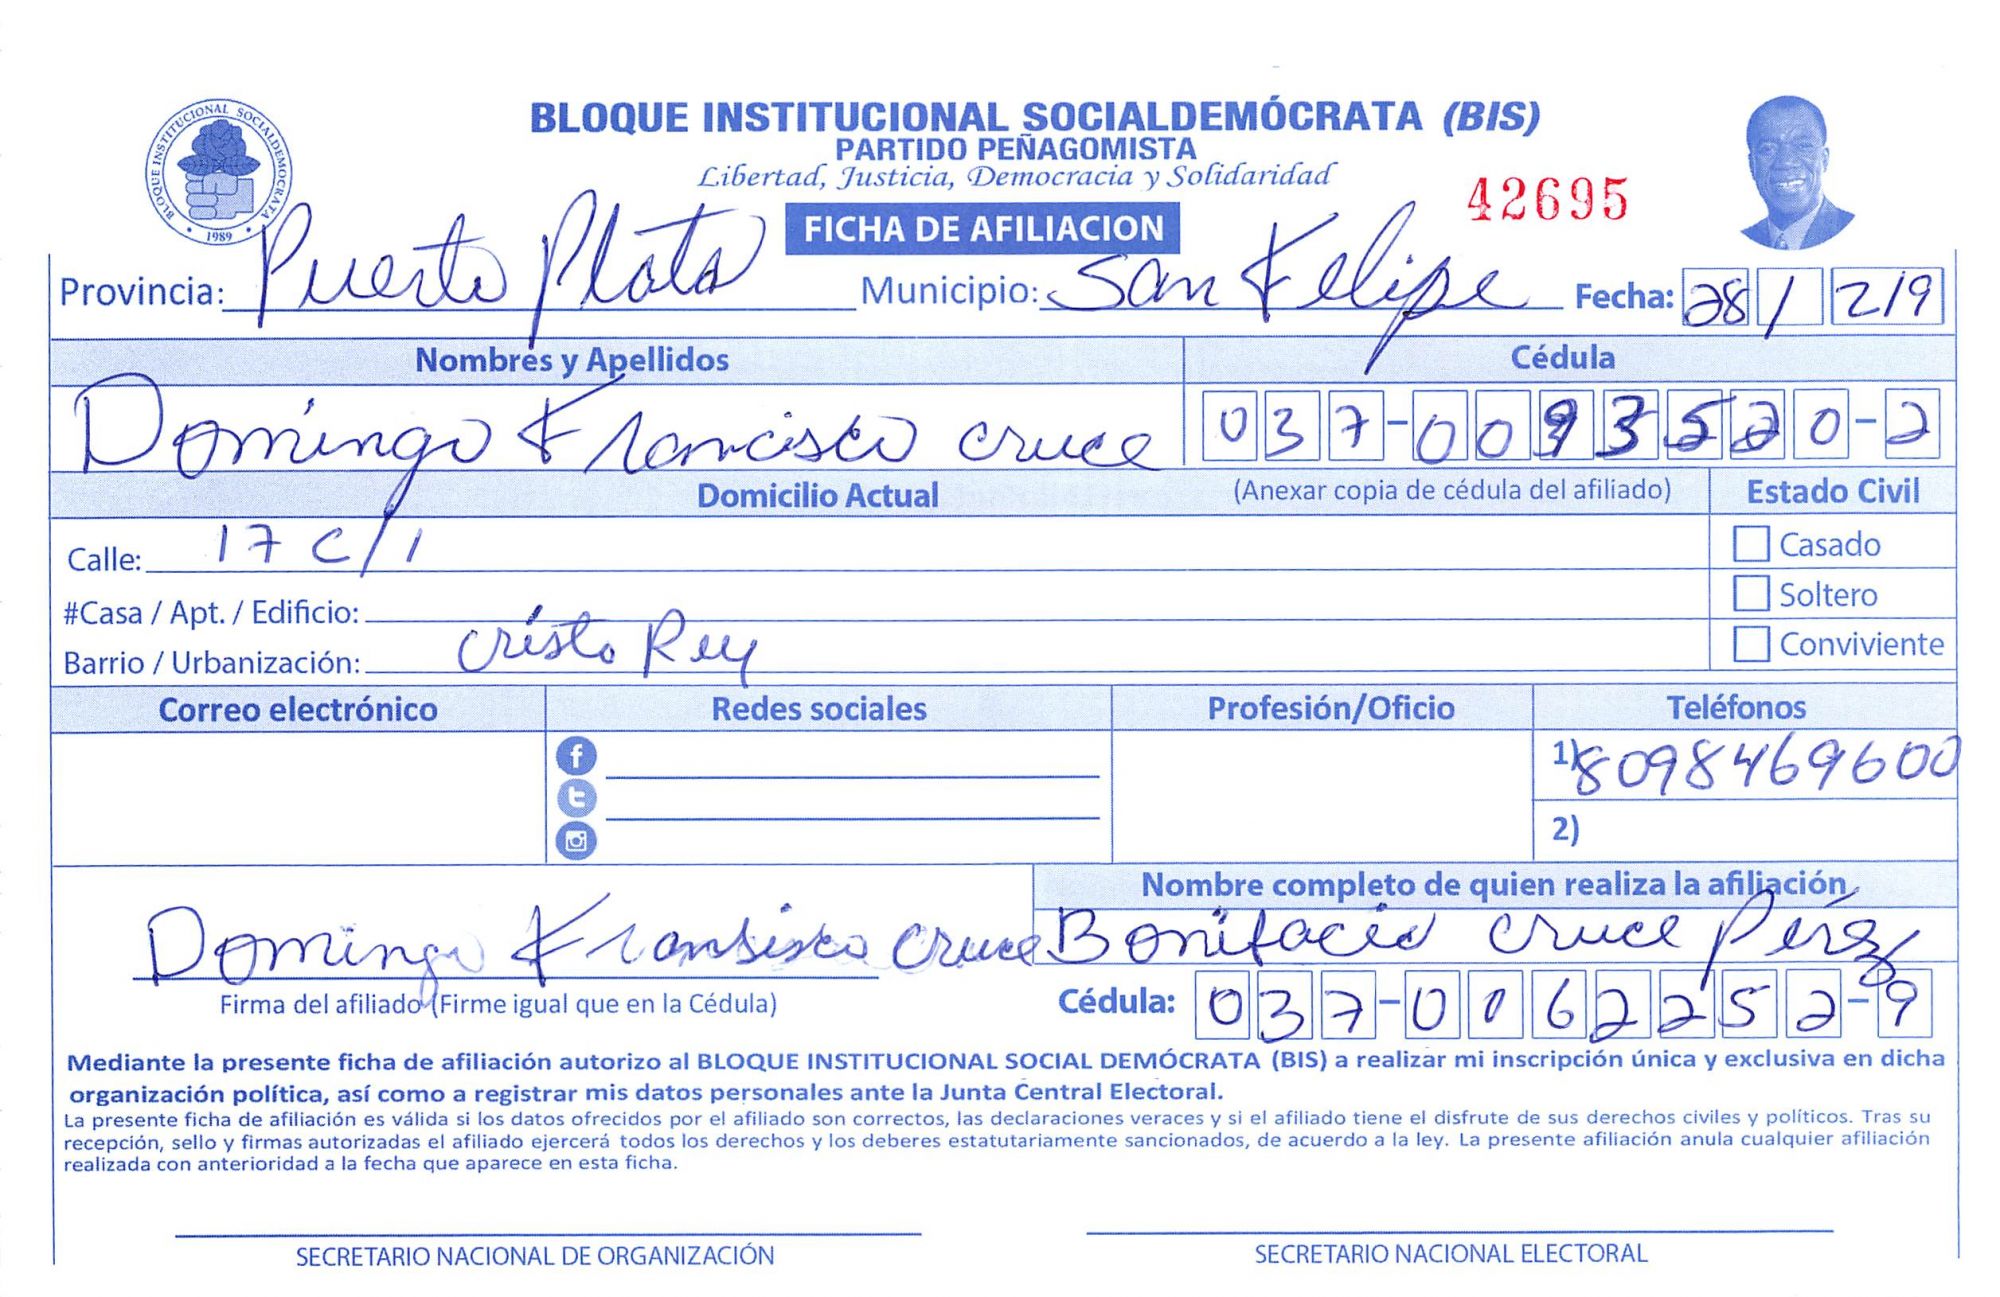 BLOQUE INSTITUCIONAL SOCIALDEMOCRATA
1989
BLOQUE INSTITUCIONAL SOCIALDEMÓCRATA (BIS)
PARTIDO PEÑAGOMISTA
Libertad, Justicia, Democracia y Solidaridad
42695
FICHA DE AFILIACION
Provincia: Puerto Plata Municipio: San Felipe Fecha: 28/ 2/9
Nombres y Apellidos Cédula
Domingo Francisco cruce 037-0093520-2
Domicilio Actual (Anexar copia de cédula del afiliado) Estado Civil
Calle: 17 C/1 Casado
#Casa / Apt. / Edificio: Soltero
Barrio / Urbanización: Cristo Rey Conviviente
Correo electrónico Redes sociales Profesión/Oficio Teléfonos
1) 8098469600
2)
Nombre completo de quien realiza la afiliación
Domingo Fransisco Cruce Bonifacio Cruce Pérez
Firma del afiliado (Firme igual que en la Cédula) Cédula: 037-0062252-9
Mediante la presente ficha de afiliación autorizo al BLOQUE INSTITUCIONAL SOCIAL DEMÓCRATA (BIS) a realizar mi inscripción única y exclusiva en dicha
organización política, así como a registrar mis datos personales ante la Junta Central Electoral.
La presente ficha de afiliación es válida si los datos ofrecidos por el afiliado son correctos, las declaraciones veraces y si el afiliado tiene el disfrute de sus derechos civiles y políticos. Tras su
recepción, sello y firmas autorizadas el afiliado ejercerá todos los derechos y los deberes estatutariamente sancionados, de acuerdo a la ley. La presente afiliación anula cualquier afiliación
realizada con anterioridad a la fecha que aparece en esta ficha.
SECRETARIO NACIONAL DE ORGANIZACIÓN SECRETARIO NACIONAL ELECTORAL